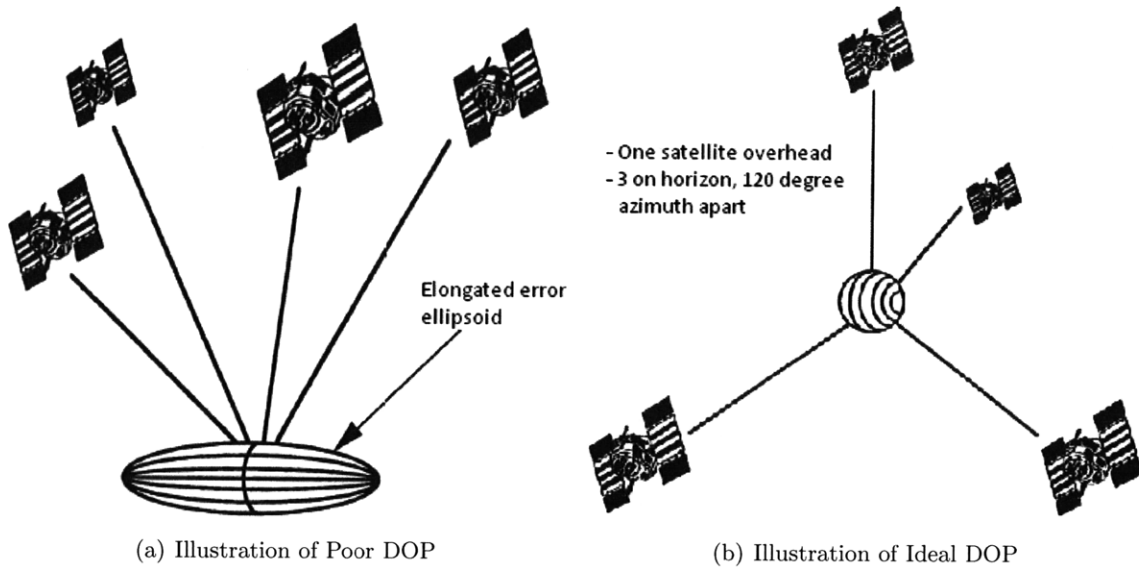 Elongated error
ellipsoid
(a) Illustration of Poor DOP
- One satellite overhead
- 3 on horizon, 120 degree
azimuth apart
(b) Illustration of Ideal DOP